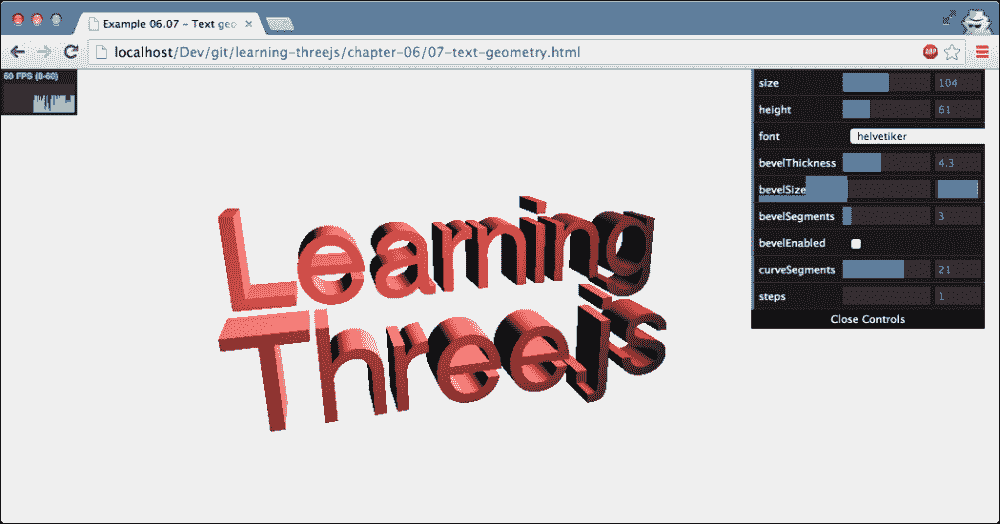 Example 06.07 ~ Text geo
localhost/Dev/git/learning-threejs/chapter-06/07-text-geometry.html
ABP
60 FPS (0-60)
size 104
height 61
font helvetiker
bevelThickness 4.3
bevelSize
bevelSegments 3
bevelEnabled
curveSegments 21
steps 1
Close Controls
Learning
Threejs